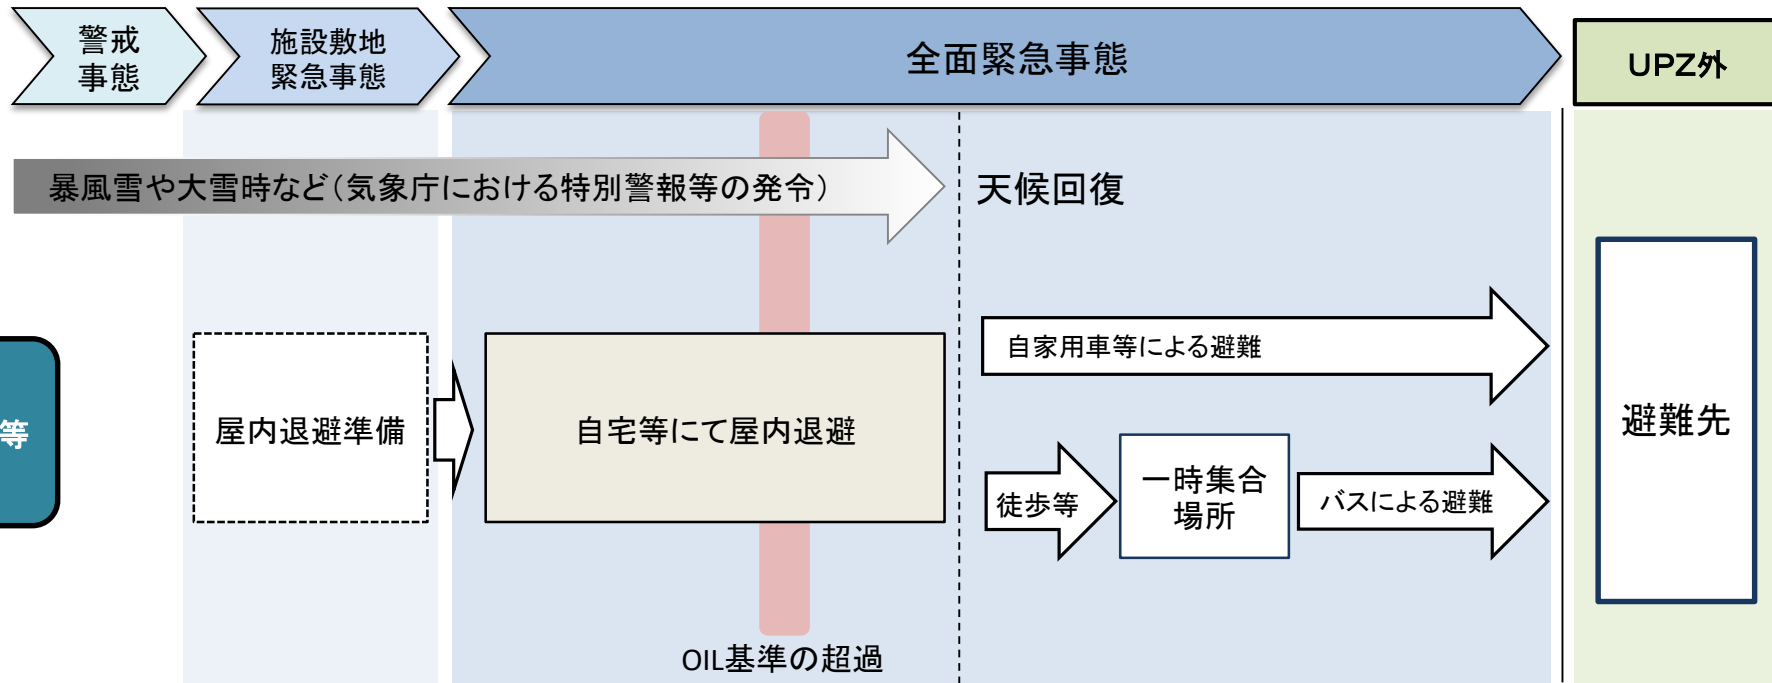 警戒
事態
施設敷地
緊急事態
全面緊急事態
UPZ外
暴風雪や大雪時など（気象庁における特別警報等の発令）
天候回復
自家用車等による避難
等
屋内退避準備
自宅等にて屋内退避
避難先
徒歩等
一時集合
場所
バスによる避難
OIL基準の超過